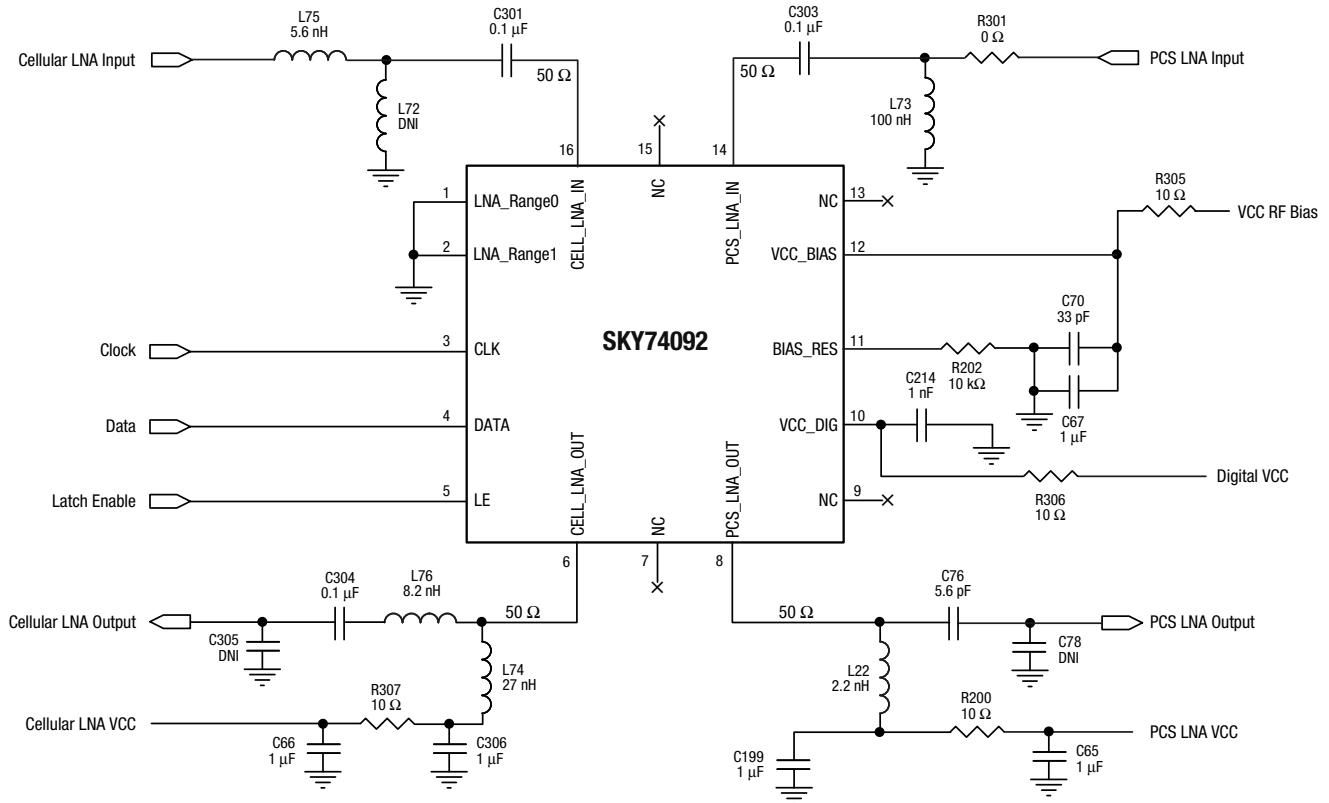 L75
5.6 nH
C301
0.1 µF
C303
0.1 µF
R301
0 Ω
Cellular LNA Input
50 Ω
50 Ω
PCS LNA Input
L72
DNI
L73
100 nH
16
15
14
1
LNA_Range0
CELL_LNA_IN
NC
PCS_LNA_IN
NC
13
R305
10 Ω
VCC RF Bias
2
LNA_Range1
VCC_BIAS
12
C70
33 pF
SKY74092
Clock
3
CLK
BIAS_RES
11
R202
10 kΩ
C214
1 nF
C67
1 µF
Data
4
DATA
VCC_DIG
10
Digital VCC
R306
10 Ω
Latch Enable
5
LE
CELL_LNA_OUT
NC
PCS_LNA_OUT
NC
9
6
7
8
C304
0.1 µF
L76
8.2 nH
C76
5.6 pF
Cellular LNA Output
50 Ω
50 Ω
PCS LNA Output
C305
DNI
C78
DNI
L74
27 nH
L22
2.2 nH
R307
10 Ω
R200
10 Ω
Cellular LNA VCC
PCS LNA VCC
C66
1 µF
C306
1 µF
C199
1 µF
C65
1 µF